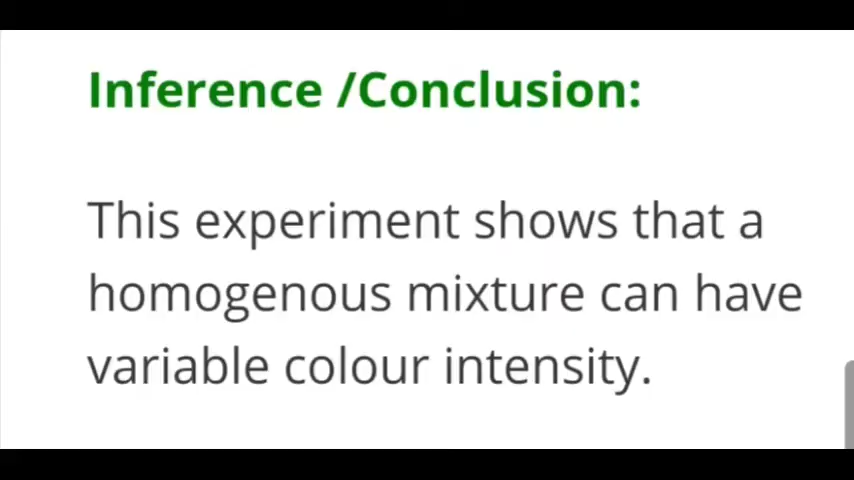 Inference /Conclusion:
This experiment shows that a
homogenous mixture can have
variable colour intensity.